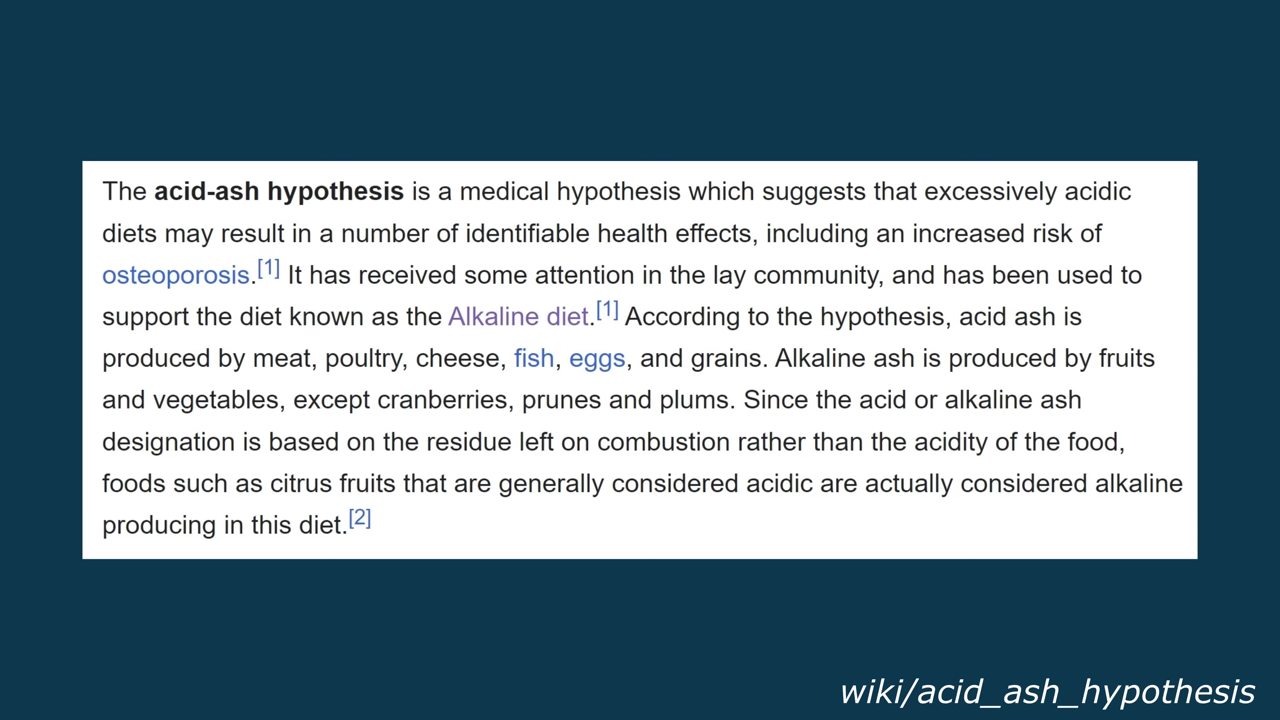 The acid-ash hypothesis is a medical hypothesis which suggests that excessively acidic
diets may result in a number of identifiable health effects, including an increased risk of
osteoporosis.[1] It has received some attention in the lay community, and has been used to
support the diet known as the Alkaline diet.[1] According to the hypothesis, acid ash is
produced by meat, poultry, cheese, fish, eggs, and grains. Alkaline ash is produced by fruits
and vegetables, except cranberries, prunes and plums. Since the acid or alkaline ash
designation is based on the residue left on combustion rather than the acidity of the food,
foods such as citrus fruits that are generally considered acidic are actually considered alkaline
producing in this diet.[2]
wiki/acid_ash_hypothesis